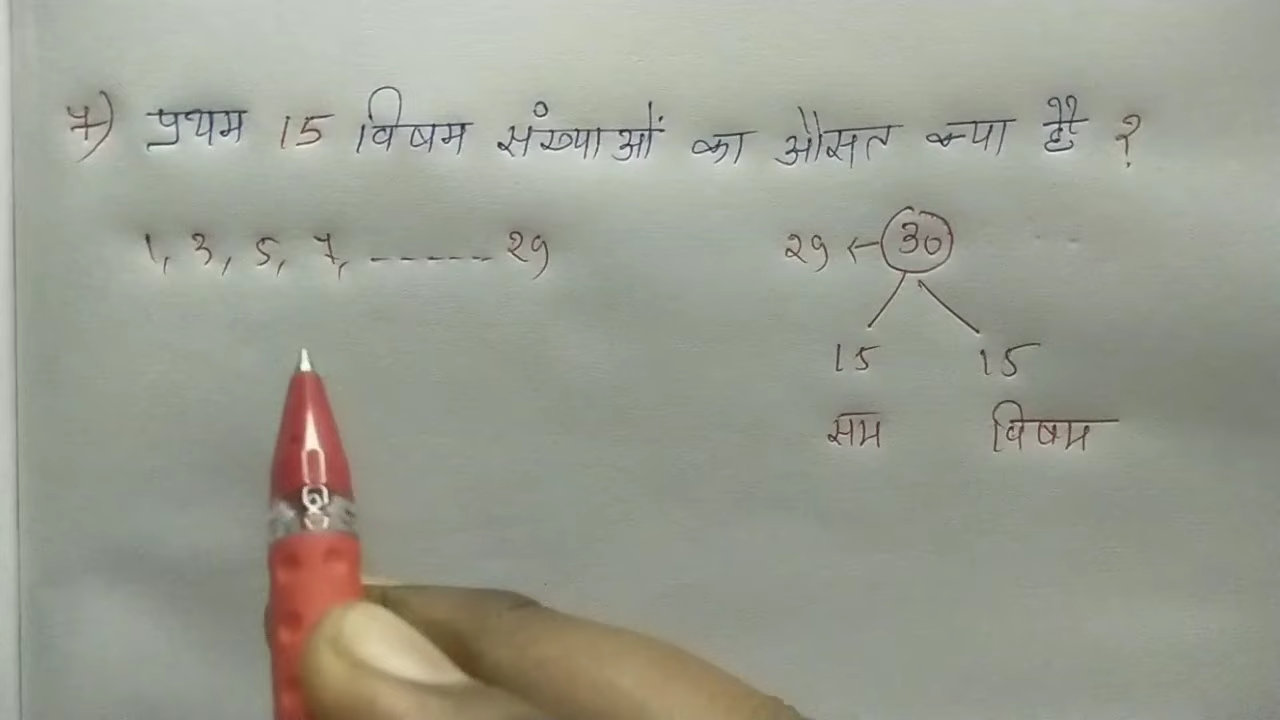 7) प्रथम 15 विषम संख्याओं का औसत क्या है ?
1, 3, 5, 7, ------ 29
29 ← 30
15 15
सम विषम